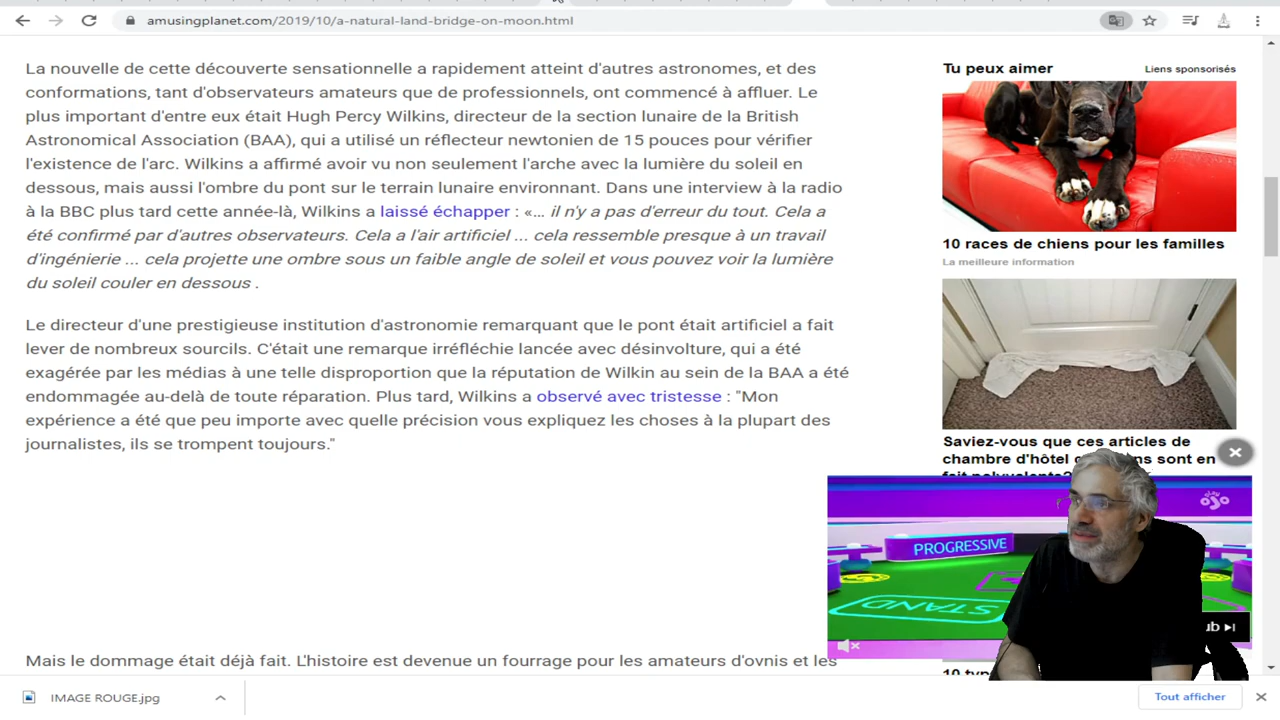 amusingplanet.com/2019/10/a-natural-land-bridge-on-moon.html
La nouvelle de cette découverte sensationnelle a rapidement atteint d'autres astronomes, et des
conformations, tant d'observateurs amateurs que de professionnels, ont commencé à affluer. Le
plus important d'entre eux était Hugh Percy Wilkins, directeur de la section lunaire de la British
Astronomical Association (BAA), qui a utilisé un réflecteur newtonien de 15 pouces pour vérifier
l'existence de l'arc. Wilkins a affirmé avoir vu non seulement l'arche avec la lumière du soleil en
dessous, mais aussi l'ombre du pont sur le terrain lunaire environnant. Dans une interview à la radio
à la BBC plus tard cette année-là, Wilkins a laissé échapper : «... il n'y a pas d'erreur du tout. Cela a
été confirmé par d'autres observateurs. Cela a l'air artificiel ... cela ressemble presque à un travail
d'ingénierie ... cela projette une ombre sous un faible angle de soleil et vous pouvez voir la lumière
du soleil couler en dessous .
Le directeur d'une prestigieuse institution d'astronomie remarquant que le pont était artificiel a fait
lever de nombreux sourcils. C'était une remarque irréfléchie lancée avec désinvolture, qui a été
exagérée par les médias à une telle disproportion que la réputation de Wilkin au sein de la BAA a été
endommagée au-delà de toute réparation. Plus tard, Wilkins a observé avec tristesse : "Mon
expérience a été que peu importe avec quelle précision vous expliquez les choses à la plupart des
journalistes, ils se trompent toujours."
Mais le dommage était déjà fait. L'histoire est devenue un fourrage pour les amateurs d'ovnis et les
Tu peux aimer
Liens sponsorisés
10 races de chiens pour les familles
La meilleure information
Saviez-vous que ces articles de
chambre d'hôtel sont en
PROGRESSIVE
play
ojo
STAND
ub
IMAGE ROUGE.jpg
Tout afficher